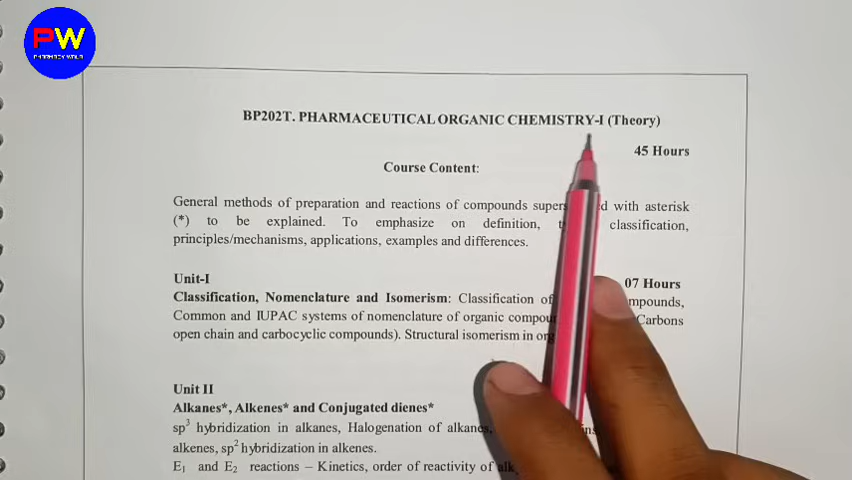 PW
PHARMACY WALA
BP202T. PHARMACEUTICAL ORGANIC CHEMISTRY-I (Theory)
45 Hours
Course Content:
General methods of preparation and reactions of compounds with asterisk
(*) to be explained. To emphasize on definition, classification,
principles/mechanisms, applications, examples and differences.
Unit-I
07 Hours
Classification, Nomenclature and Isomerism: Classification of
Common and IUPAC systems of nomenclature of organic Carbons
open chain and carbocyclic compounds). Structural isomerism in
Unit II
Alkanes*, Alkenes* and Conjugated dienes*
sp³ hybridization in alkanes, Halogenation of alkanes,
alkenes, sp² hybridization in alkenes.
E₁ and E₂ reactions – Kinetics, order of reactivity of